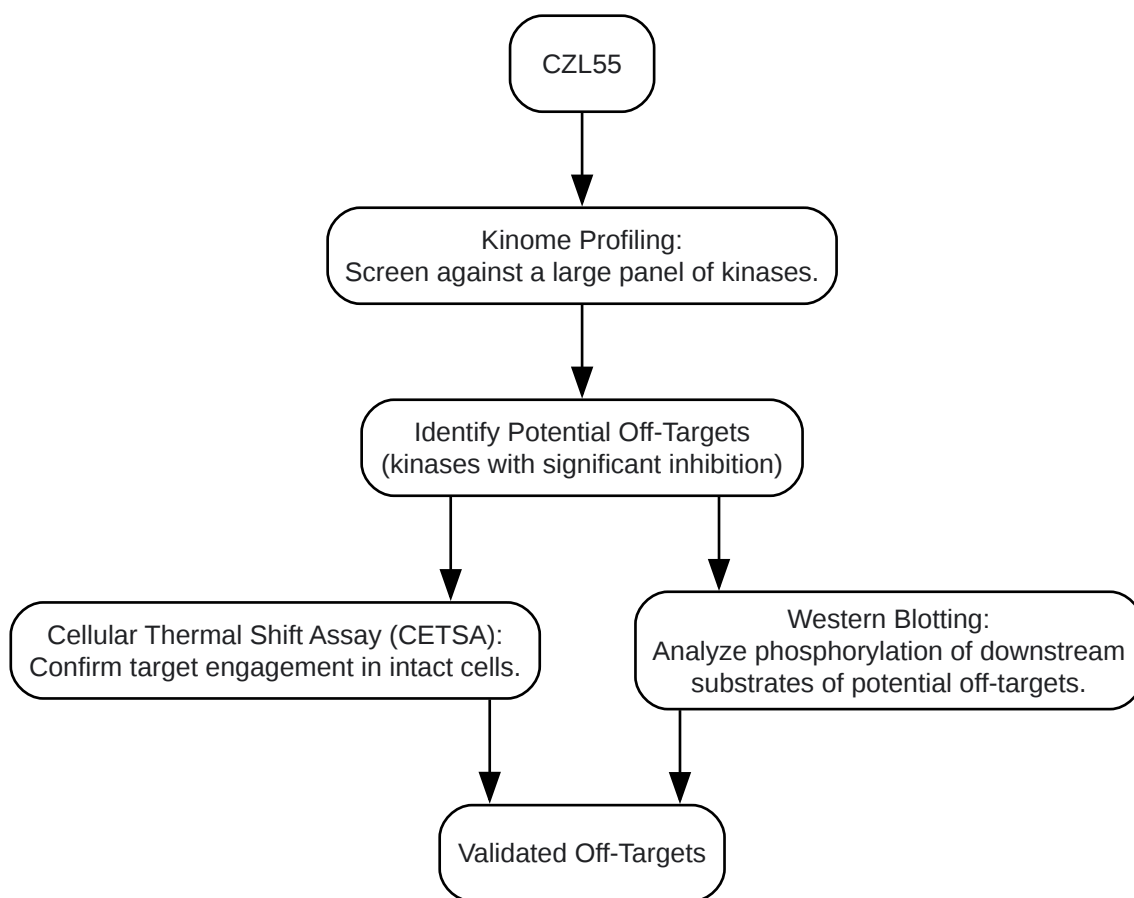 CZL55
Kinome Profiling:
Screen against a large panel of kinases.
Identify Potential Off-Targets
(kinases with significant inhibition)
Cellular Thermal Shift Assay (CETSA):
Confirm target engagement in intact cells.
Western Blotting:
Analyze phosphorylation of downstream
substrates of potential off-targets.
Validated Off-Targets